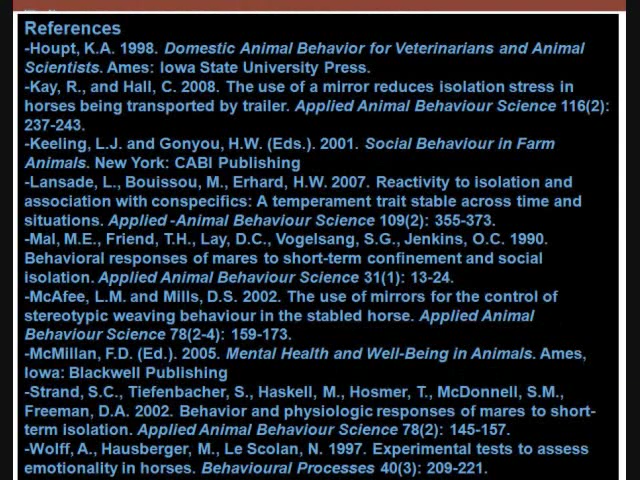 References
-Houpt, K.A. 1998. Domestic Animal Behavior for Veterinarians and Animal
Scientists. Ames: Iowa State University Press.
-Kay, R., and Hall, C. 2008. The use of a mirror reduces isolation stress in
horses being transported by trailer. Applied Animal Behaviour Science 116(2):
237-243.
-Keeling, L.J. and Gonyou, H.W. (Eds.). 2001. Social Behaviour in Farm
Animals. New York: CABI Publishing
-Lansade, L., Bouissou, M., Erhard, H.W. 2007. Reactivity to isolation and
association with conspecifics: A temperament trait stable across time and
situations. Applied -Animal Behaviour Science 109(2): 355-373.
-Mal, M.E., Friend, T.H., Lay, D.C., Vogelsang, S.G., Jenkins, O.C. 1990.
Behavioral responses of mares to short-term confinement and social
isolation. Applied Animal Behaviour Science 31(1): 13-24.
-McAfee, L.M. and Mills, D.S. 2002. The use of mirrors for the control of
stereotypic weaving behaviour in the stabled horse. Applied Animal
Behaviour Science 78(2-4): 159-173.
-McMillan, F.D. (Ed.). 2005. Mental Health and Well-Being in Animals. Ames,
Iowa: Blackwell Publishing
-Strand, S.C., Tiefenbacher, S., Haskell, M., Hosmer, T., McDonnell, S.M.,
Freeman, D.A. 2002. Behavior and physiologic responses of mares to short-
term isolation. Applied Animal Behaviour Science 78(2): 145-157.
-Wolff, A., Hausberger, M., Le Scolan, N. 1997. Experimental tests to assess
emotionality in horses. Behavioural Processes 40(3): 209-221.